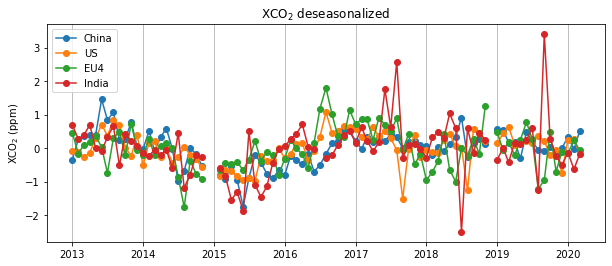 XCO₂ deseasonalized
China
US
EU4
India
XCO₂ (ppm)
3
2
1
0
−1
−2
2013 2014 2015 2016 2017 2018 2019 2020